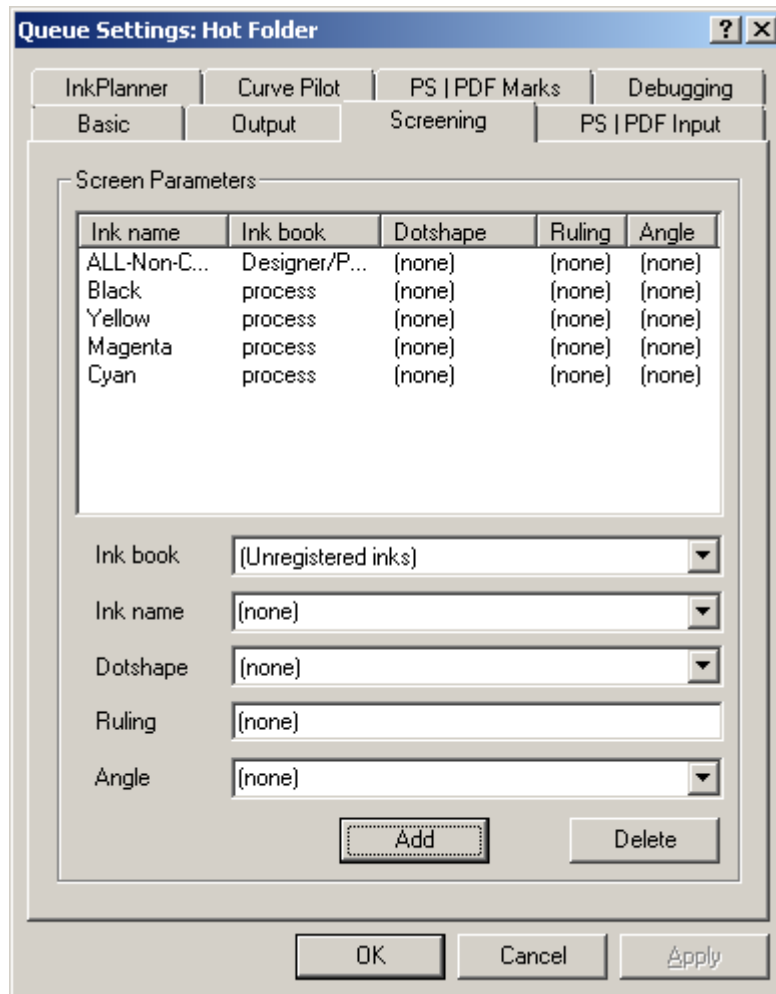 Queue Settings: Hot Folder
InkPlanner Curve Pilot PS | PDF Marks Debugging
Basic Output Screening PS | PDF Input
Screen Parameters
Ink name Ink book Dotshape Ruling Angle
ALL-Non-C... Designer/P... (none) (none) (none)
Black process (none) (none) (none)
Yellow process (none) (none) (none)
Magenta process (none) (none) (none)
Cyan process (none) (none) (none)
Ink book (Unregistered inks)
Ink name (none)
Dotshape (none)
Ruling (none)
Angle (none)
Add Delete
OK Cancel Apply